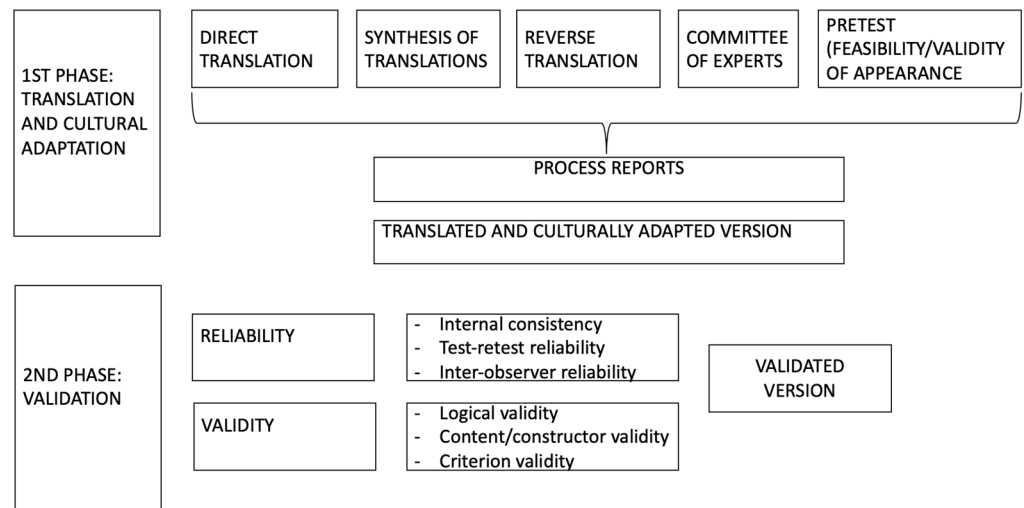 1ST PHASE:
TRANSLATION
AND CULTURAL
ADAPTATION
DIRECT
TRANSLATION
SYNTHESIS OF
TRANSLATIONS
REVERSE
TRANSLATION
COMMITTEE
OF EXPERTS
PRETEST
(FEASIBILITY/VALIDITY
OF APPEARANCE
PROCESS REPORTS
TRANSLATED AND CULTURALLY ADAPTED VERSION
2ND PHASE:
VALIDATION
RELIABILITY
- Internal consistency
- Test-retest reliability
- Inter-observer reliability
VALIDITY
- Logical validity
- Content/constructor validity
- Criterion validity
VALIDATED
VERSION